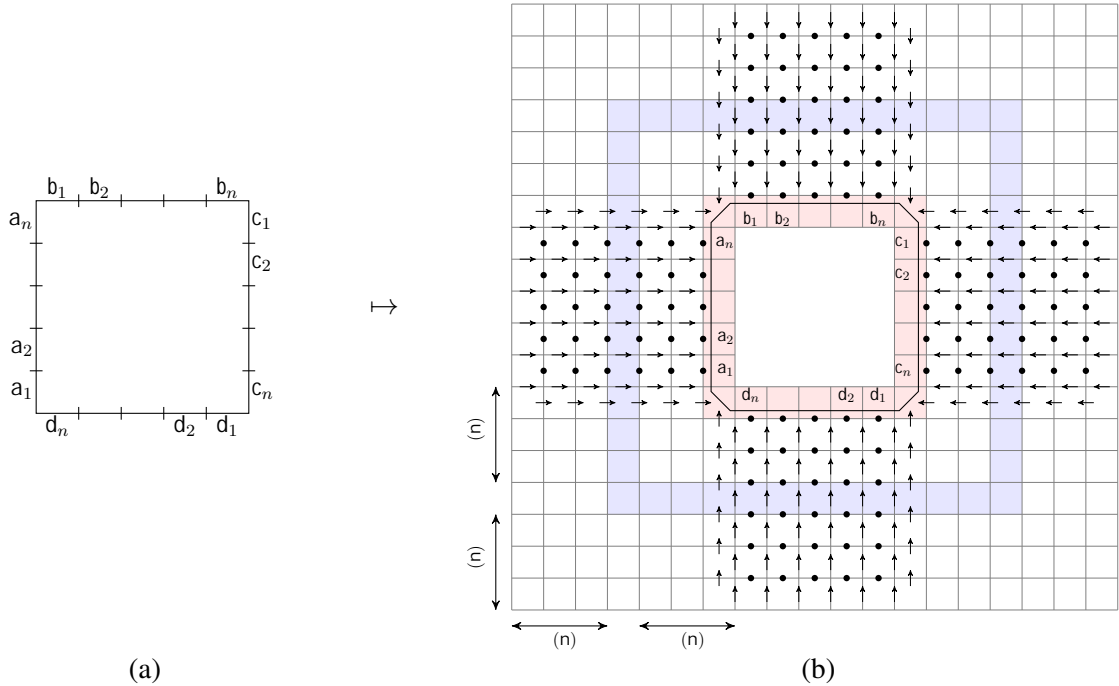 b₁ b₂ bₙ
aₙ c₁
c₂
a₂
a₁ cₙ
dₙ d₂ d₁
↦
b₁ b₂ bₙ
aₙ c₁
c₂
a₂
a₁ cₙ
dₙ d₂ d₁
(n)
(n)
(n) (n)
(a) (b)